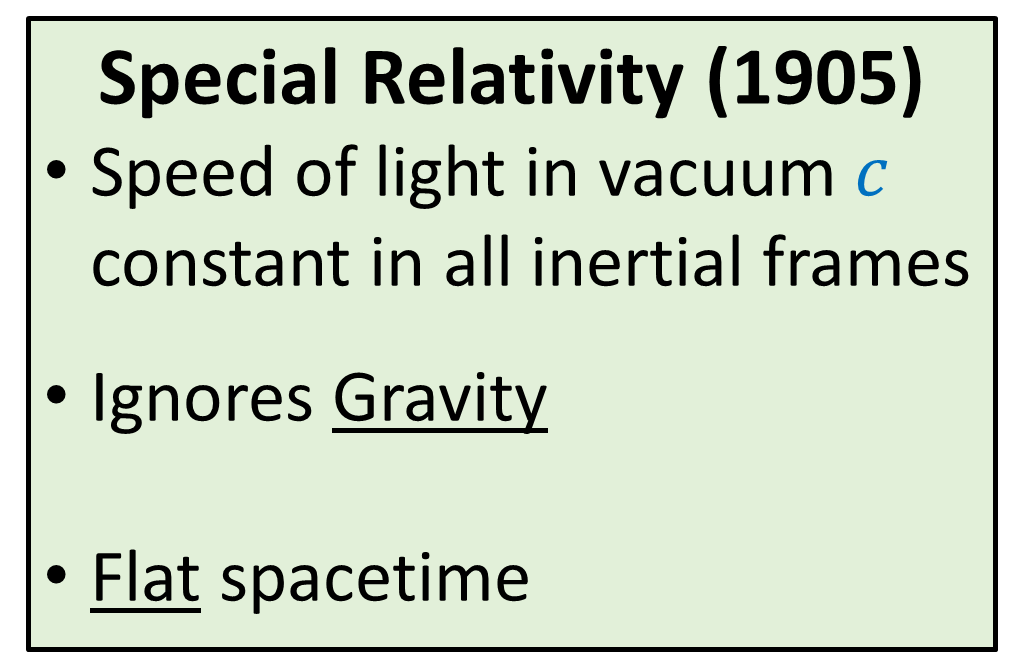 Special Relativity (1905)
• Speed of light in vacuum c
constant in all inertial frames
• Ignores Gravity
• Flat spacetime